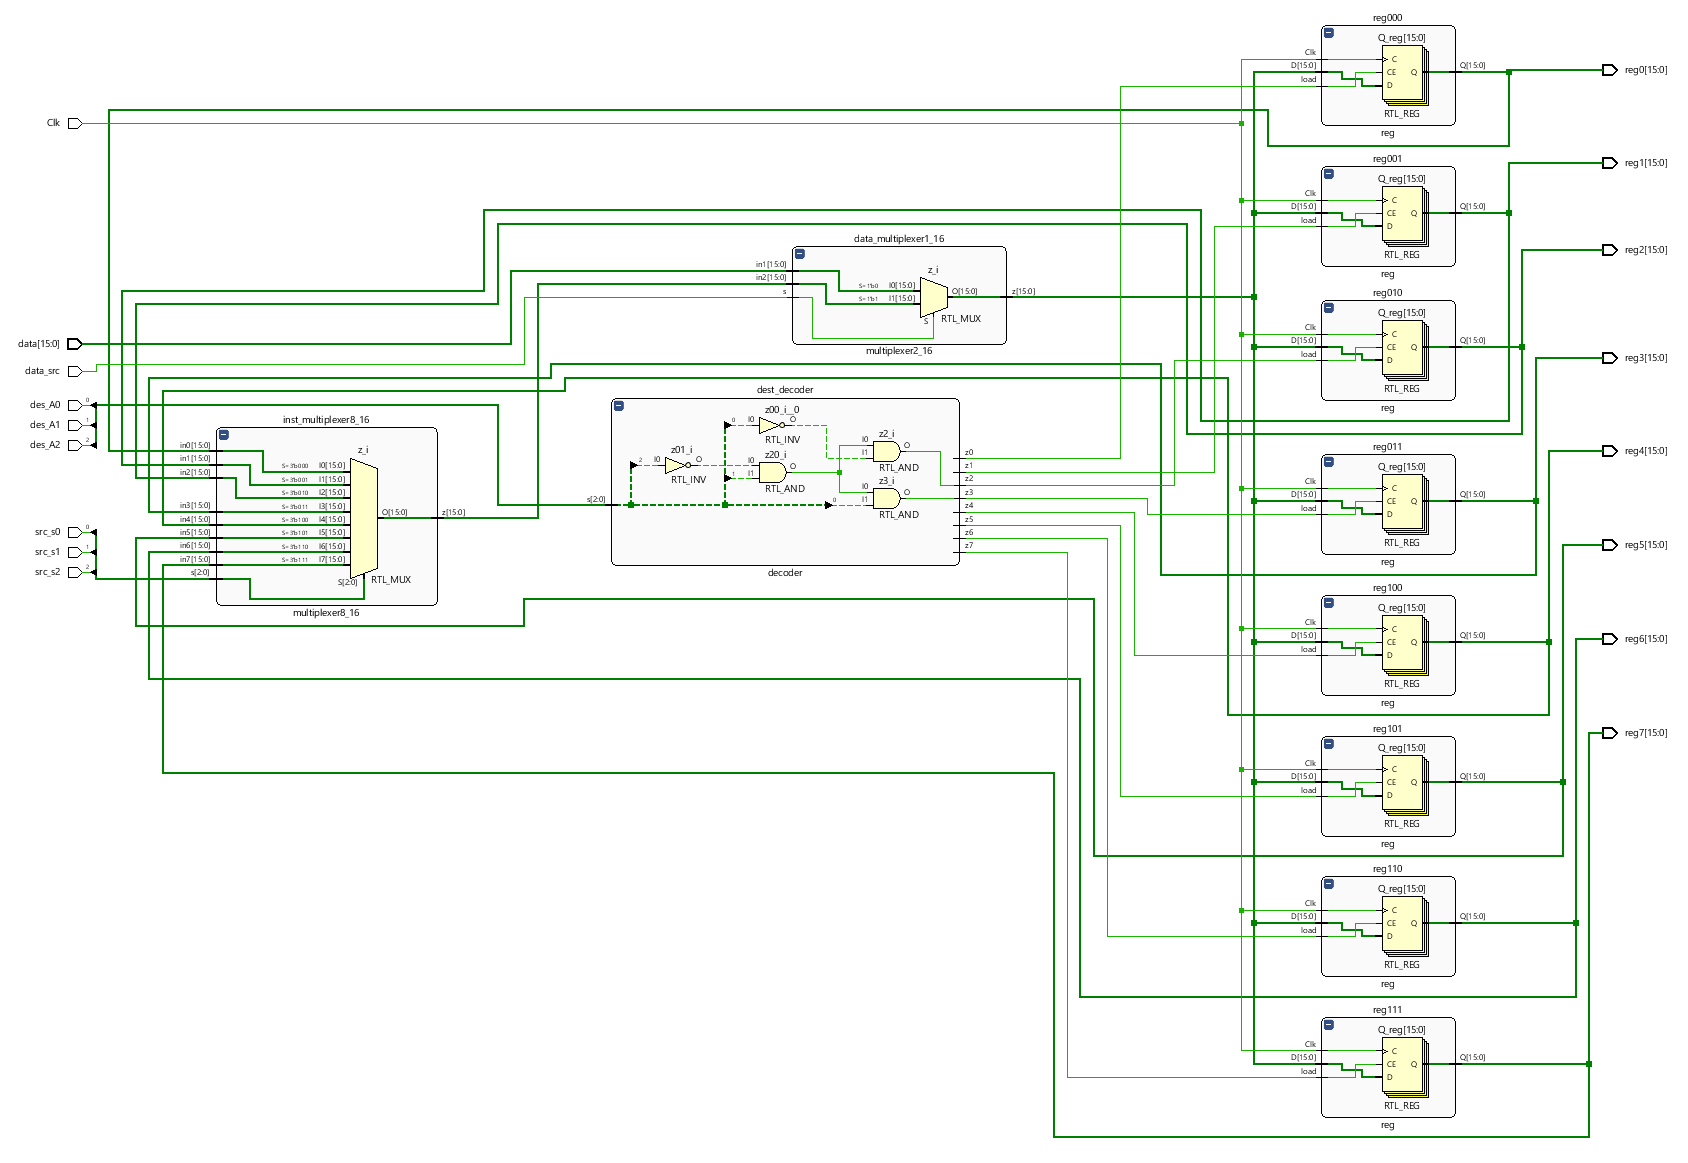 reg000
Q_reg[15:0]
Clk
D[15:0]
load
C
CE
D
Q
Q[15:0]
RTL_REG
reg
reg0[15:0]
Clk
reg001
Q_reg[15:0]
Clk
D[15:0]
load
C
CE
D
Q
Q[15:0]
RTL_REG
reg
reg1[15:0]
data_multiplexer1_16
in1[15:0]
in2[15:0]
s
z_i
S=1'b0 I0[15:0]
S=1'b1 I1[15:0]
O[15:0]
S
RTL_MUX
z[15:0]
multiplexer2_16
reg010
Q_reg[15:0]
Clk
D[15:0]
load
C
CE
D
Q
Q[15:0]
RTL_REG
reg
reg2[15:0]
data[15:0]
data_src
des_A0 0
des_A1 1
des_A2 2
reg3[15:0]
inst_multiplexer8_16
z_i
in0[15:0]
in1[15:0]
in2[15:0]
in3[15:0]
in4[15:0]
in5[15:0]
in6[15:0]
in7[15:0]
s[2:0]
S=3'b000 I0[15:0]
S=3'b001 I1[15:0]
S=3'b010 I2[15:0]
S=3'b011 I3[15:0]
S=3'b100 I4[15:0]
S=3'b101 I5[15:0]
S=3'b110 I6[15:0]
S=3'b111 I7[15:0]
O[15:0]
z[15:0]
S[2:0]
RTL_MUX
multiplexer8_16
src_s0 0
src_s1 1
src_s2 2
dest_decoder
z00_i__0
0 I0 O
RTL_INV
z01_i
2 I0 O
RTL_INV
z20_i
I0
1 I1
O
RTL_AND
z2_i
I0
I1
O
RTL_AND
z3_i
I0
0 I1
O
RTL_AND
s[2:0]
z0
z1
z2
z3
z4
z5
z6
z7
decoder
reg011
Q_reg[15:0]
Clk
D[15:0]
load
C
CE
D
Q
Q[15:0]
RTL_REG
reg
reg4[15:0]
reg5[15:0]
reg100
Q_reg[15:0]
Clk
D[15:0]
load
C
CE
D
Q
Q[15:0]
RTL_REG
reg
reg6[15:0]
reg101
Q_reg[15:0]
Clk
D[15:0]
load
C
CE
D
Q
Q[15:0]
RTL_REG
reg
reg7[15:0]
reg110
Q_reg[15:0]
Clk
D[15:0]
load
C
CE
D
Q
Q[15:0]
RTL_REG
reg
reg111
Q_reg[15:0]
Clk
D[15:0]
load
C
CE
D
Q
Q[15:0]
RTL_REG
reg